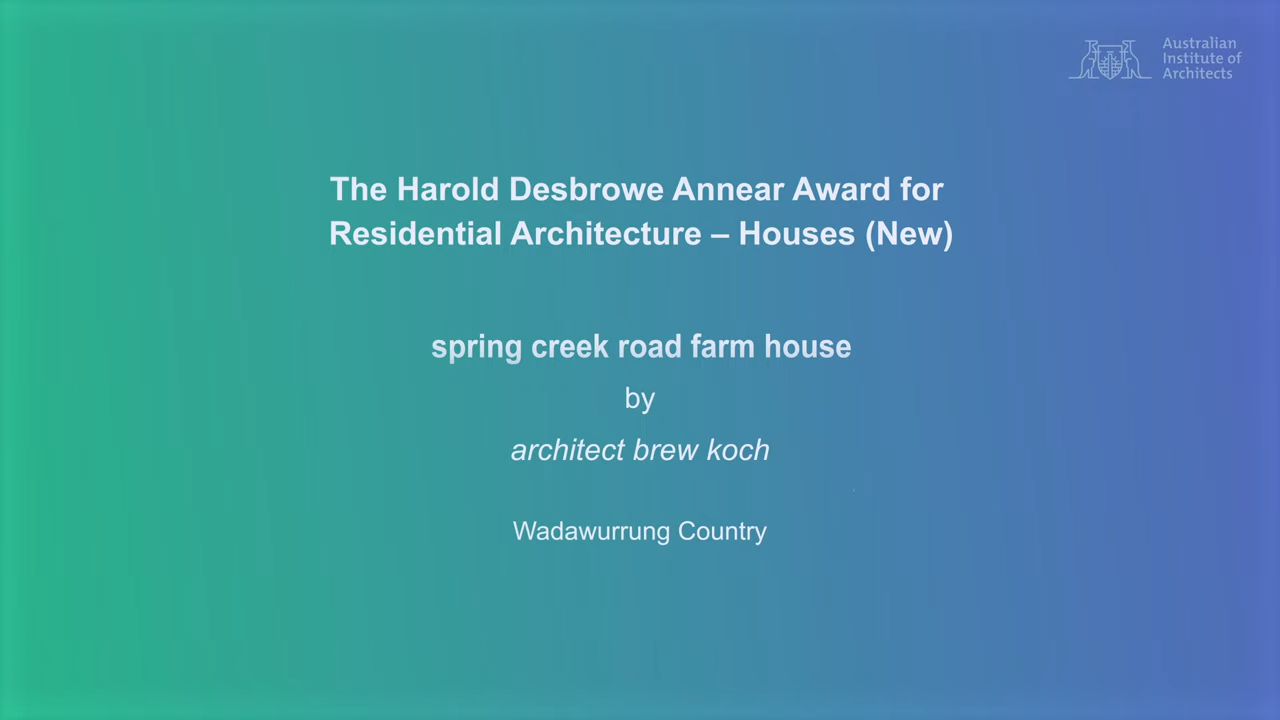 Australian
Institute of
Architects
The Harold Desbrowe Annear Award for
Residential Architecture – Houses (New)
spring creek road farm house
by
architect brew koch
Wadawurrung Country